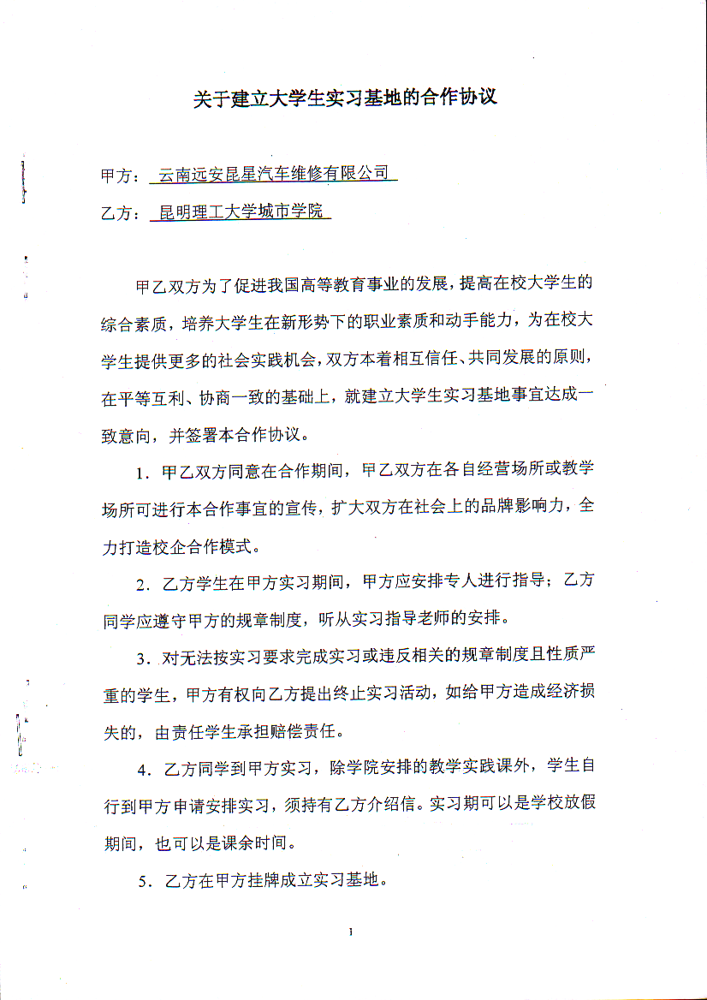 关于建立大学生实习基地的合作协议
甲方： 云南远安昆星汽车维修有限公司
乙方： 昆明理工大学城市学院
甲乙双方为了促进我国高等教育事业的发展，提高在校大学生的
综合素质，培养大学生在新形势下的职业素质和动手能力，为在校大
学生提供更多的社会实践机会，双方本着相互信任、共同发展的原则，
在平等互利、协商一致的基础上，就建立大学生实习基地事宜达成一
致意向，并签署本合作协议。
1．甲乙双方同意在合作期间，甲乙双方在各自经营场所或教学
场所可进行本合作事宜的宣传，扩大双方在社会上的品牌影响力，全
力打造校企合作模式。
2．乙方学生在甲方实习期间，甲方应安排专人进行指导；乙方
同学应遵守甲方的规章制度，听从实习指导老师的安排。
3．对无法按实习要求完成实习或违反相关的规章制度且性质严
重的学生，甲方有权向乙方提出终止实习活动，如给甲方造成经济损
失的，由责任学生承担赔偿责任。
4．乙方同学到甲方实习，除学院安排的教学实践课外，学生自
行到甲方申请安排实习，须持有乙方介绍信。实习期可以是学校放假
期间，也可以是课余时间。
5．乙方在甲方挂牌成立实习基地。
1